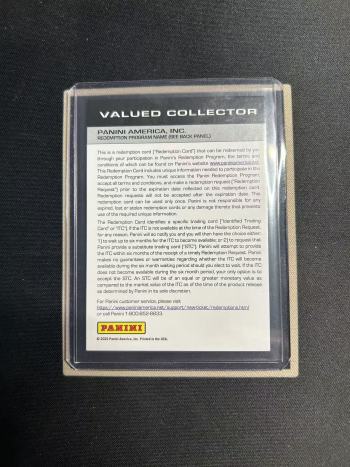 VALUED COLLECTOR
PANINI AMERICA, INC.
REDEMPTION PROGRAM NAME (SEE BACK PANEL)
This is a redemption card ("Redemption Card") that can be redeemed by you
through your participation in Panini's Redemption Program, the terms and
conditions of which can be found on Panini's website www.paniniamerica.net.
This Redemption Card includes unique information needed to participate in the
Redemption Program. You must access the Panini Redemption Program,
accept all terms and conditions, and make a redemption request ("Redemption
Request") prior to the expiration date reflected on this redemption card.
Redemption requests will not be accepted after the expiration date. This
redemption card can be used only once. Panini is not responsible for any
expired, lost or stolen redemption cards or any damage thereto that prevents
use of the required unique information.
The Redemption Card identifies a specific trading card ("Identified Trading
Card" or "ITC"). If the ITC is not available at the time of the Redemption Request,
for any reason, Panini will so notify you and you will then have the choice either:
1) to wait up to six months for the ITC to become available; or 2) to request that
Panini provide a substitute trading card ("STC"). Panini will attempt to provide
the ITC within six months of the receipt of a timely Redemption Request. Panini
makes no guarantees or warranties regarding whether the ITC will become
available during the six month waiting period should you elect to wait. If the ITC
does not become available during the six month period, your only option is to
accept the STC. An STC will be of an equal or greater monetary value as
compared to the market value of the ITC as of the time of the product release
as determined by Panini in its sole discretion.
For Panini customer service, please visit
https://www.paniniamerica.net/support/newticket/redemptions.html
or call Panini 1-800-852-8833.
PANINI
Panini America, Inc. Printed in the USA.